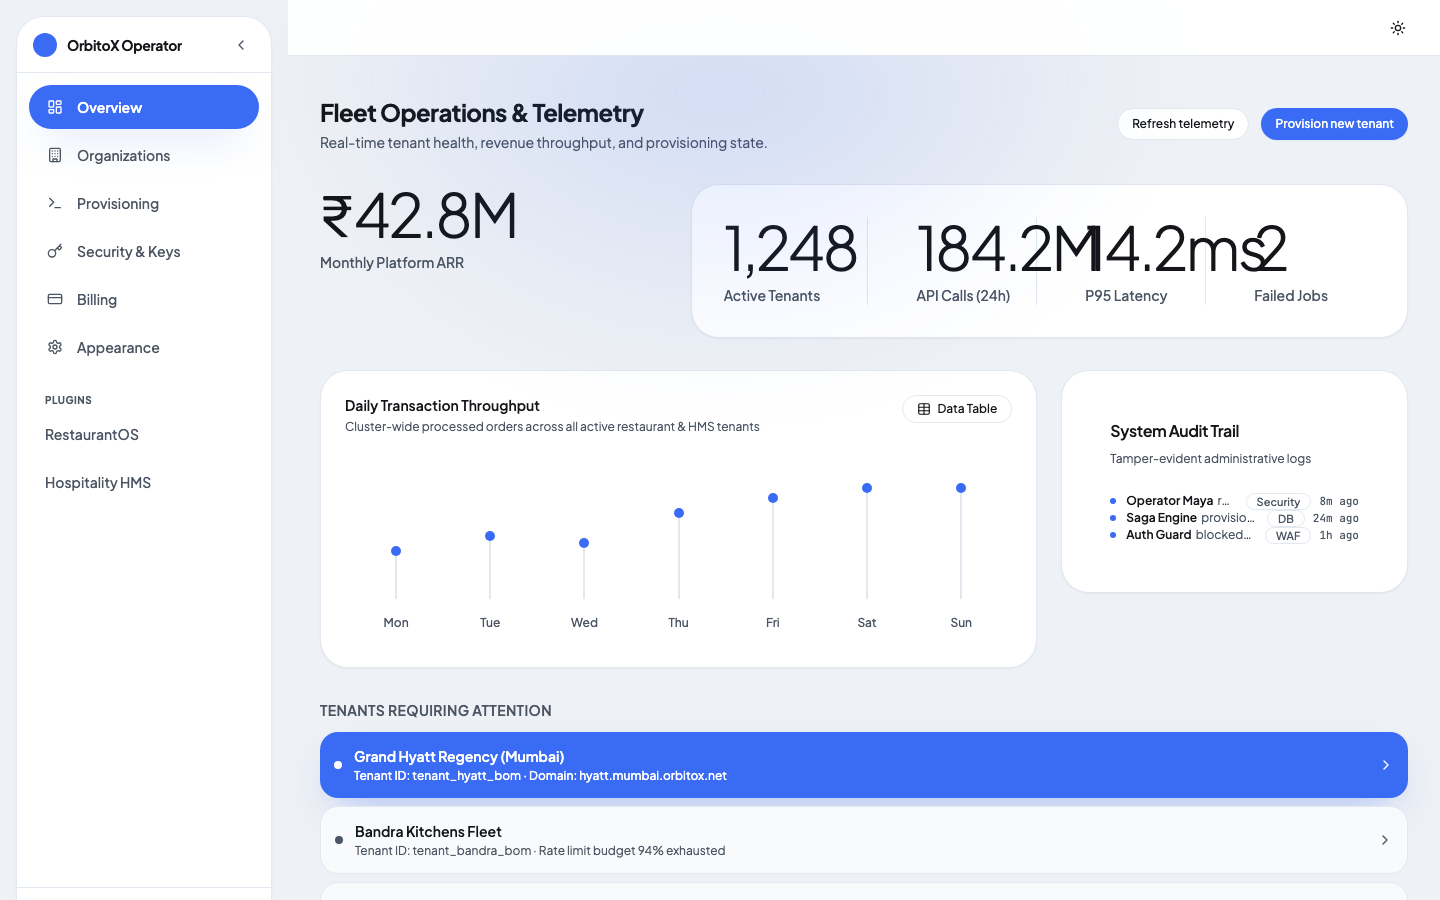 OrbitoX Operator
Overview
Organizations
Provisioning
Security & Keys
Billing
Appearance
PLUGINS
RestaurantOS
Hospitality HMS
Fleet Operations & Telemetry
Real-time tenant health, revenue throughput, and provisioning state.
Refresh telemetry
Provision new tenant
₹42.8M
Monthly Platform ARR
1,248
Active Tenants
184.2M
API Calls (24h)
14.2ms
P95 Latency
2
Failed Jobs
Daily Transaction Throughput
Cluster-wide processed orders across all active restaurant & HMS tenants
Data Table
Mon Tue Wed Thu Fri Sat Sun
System Audit Trail
Tamper-evident administrative logs
Operator Maya r… Security 8m ago
Saga Engine provisio… DB 24m ago
Auth Guard blocked… WAF 1h ago
TENANTS REQUIRING ATTENTION
Grand Hyatt Regency (Mumbai)
Tenant ID: tenant_hyatt_bom · Domain: hyatt.mumbai.orbitox.net
Bandra Kitchens Fleet
Tenant ID: tenant_bandra_bom · Rate limit budget 94% exhausted